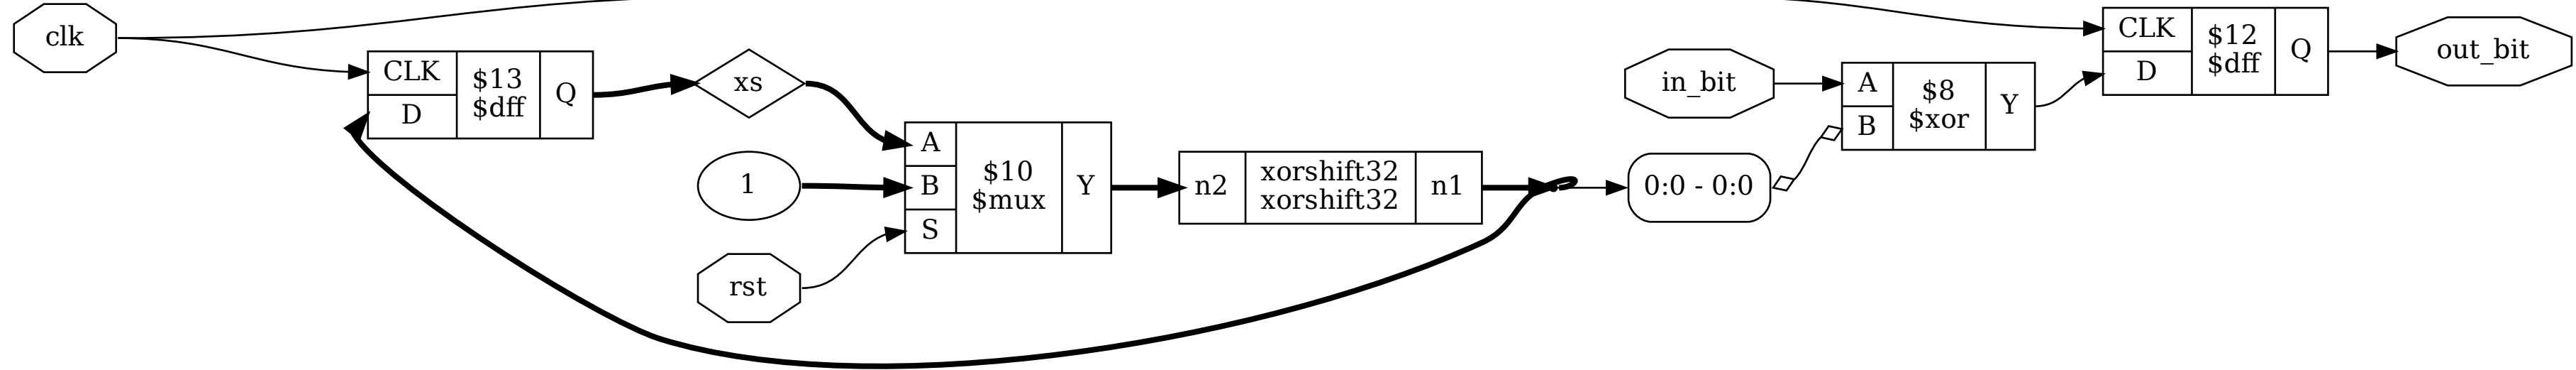 clk
CLK
D
$13
$dff
Q
xs
1
rst
A
B
S
$10
$mux
Y
n2
xorshift32
xorshift32
n1
in_bit
0:0 - 0:0
A
B
$8
$xor
Y
CLK
D
$12
$dff
Q
out_bit